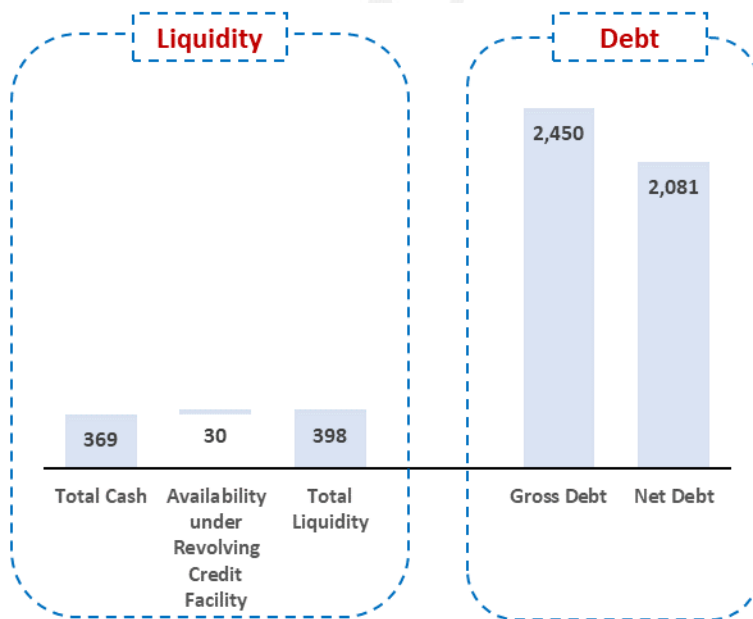 Liquidity
Debt
2,450
2,081
369
30
398
Total Cash
Availability
under
Revolving
Credit
Facility
Total
Liquidity
Gross Debt
Net Debt